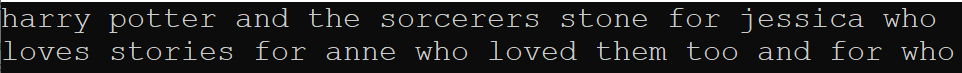 harry potter and the sorcerers stone for jessica who
loves stories for anne who loved them too and for who